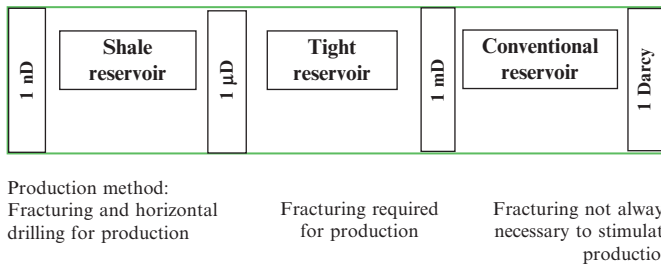 1 nD
Shale
reservoir
1 μD
Tight
reservoir
1 mD
Conventional
reservoir
1 Darcy
Production method:
Fracturing and horizontal
drilling for production
Fracturing required
for production
Fracturing not alway
necessary to stimulat
productio